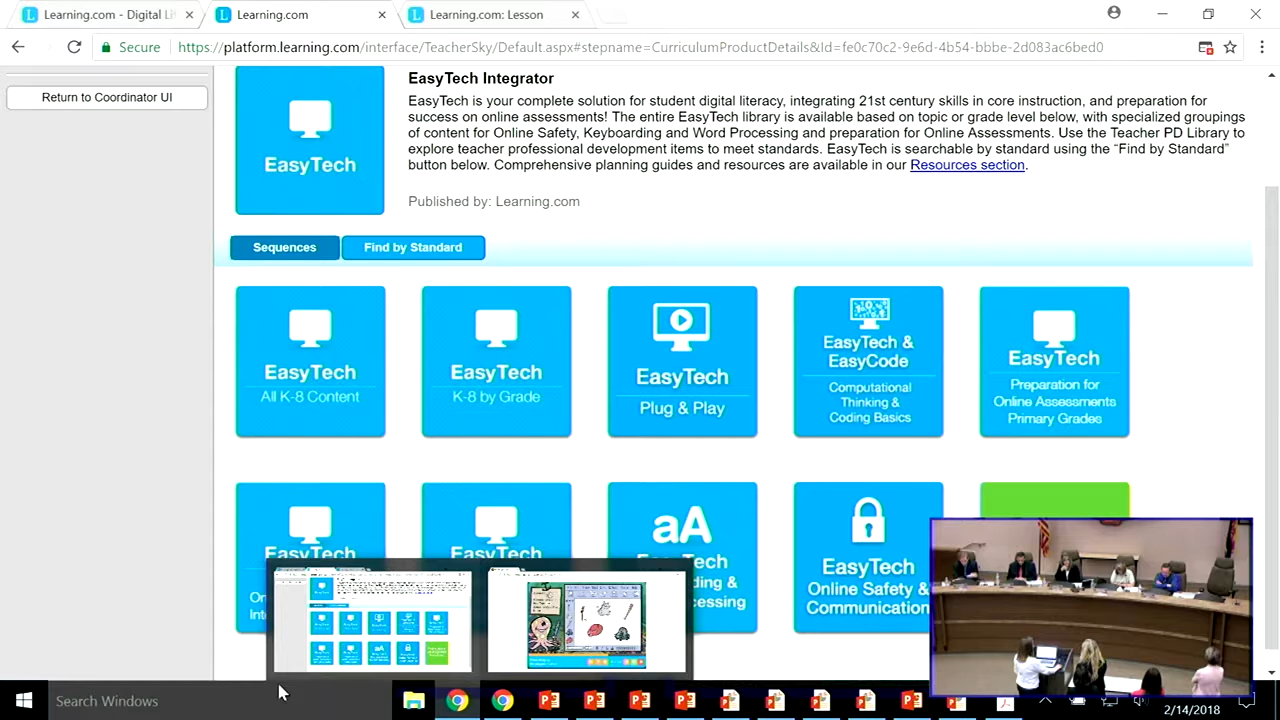 Learning.com - Digital Lit
Learning.com
Learning.com: Lesson
Secure
https://platform.learning.com/interface/TeacherSky/Default.aspx#stepname=CurriculumProductDetails&Id=fe0c70c2-9e6d-4b54-bbbe-2d083ac6bed0
Return to Coordinator UI
EasyTech
EasyTech Integrator
EasyTech is your complete solution for student digital literacy, integrating 21st century skills in core instruction, and preparation for
success on online assessments! The entire EasyTech library is available based on topic or grade level below, with specialized groupings
of content for Online Safety, Keyboarding and Word Processing and preparation for Online Assessments. Use the Teacher PD Library to
explore teacher professional development items to meet standards. EasyTech is searchable by standard using the “Find by Standard”
button below. Comprehensive planning guides and resources are available in our Resources section.
Published by: Learning.com
Sequences
Find by Standard
EasyTech
All K-8 Content
EasyTech
K-8 by Grade
EasyTech
Plug & Play
EasyTech &
EasyCode
Computational
Thinking &
Coding Basics
EasyTech
Preparation for
Online Assessments
Primary Grades
EasyTech
EasyTech
aA
EasyTech
Online Safety &
Communication
Search Windows
2/14/2018